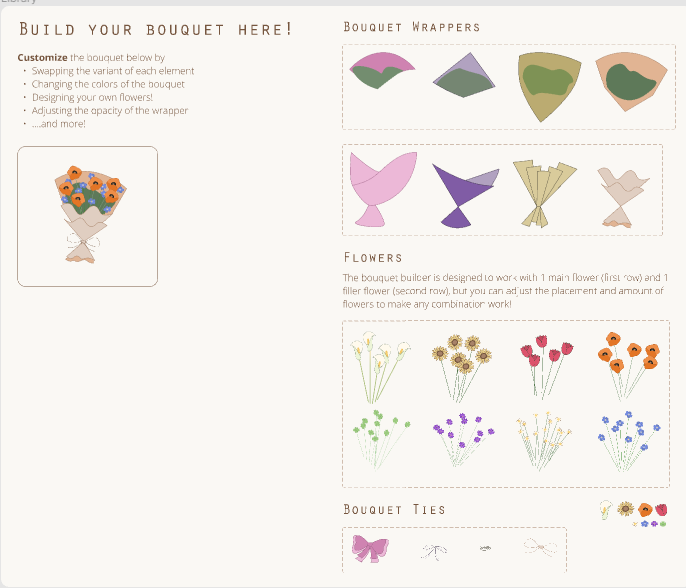 Library
Build your bouquet here!
Customize the bouquet below by
• Swapping the variant of each element
• Changing the colors of the bouquet
• Designing your own flowers!
• Adjusting the opacity of the wrapper
• ....and more!
Bouquet Wrappers
Flowers
The bouquet builder is designed to work with 1 main flower (first row) and 1
filler flower (second row), but you can adjust the placement and amount of
flowers to make any combination work!
Bouquet Ties